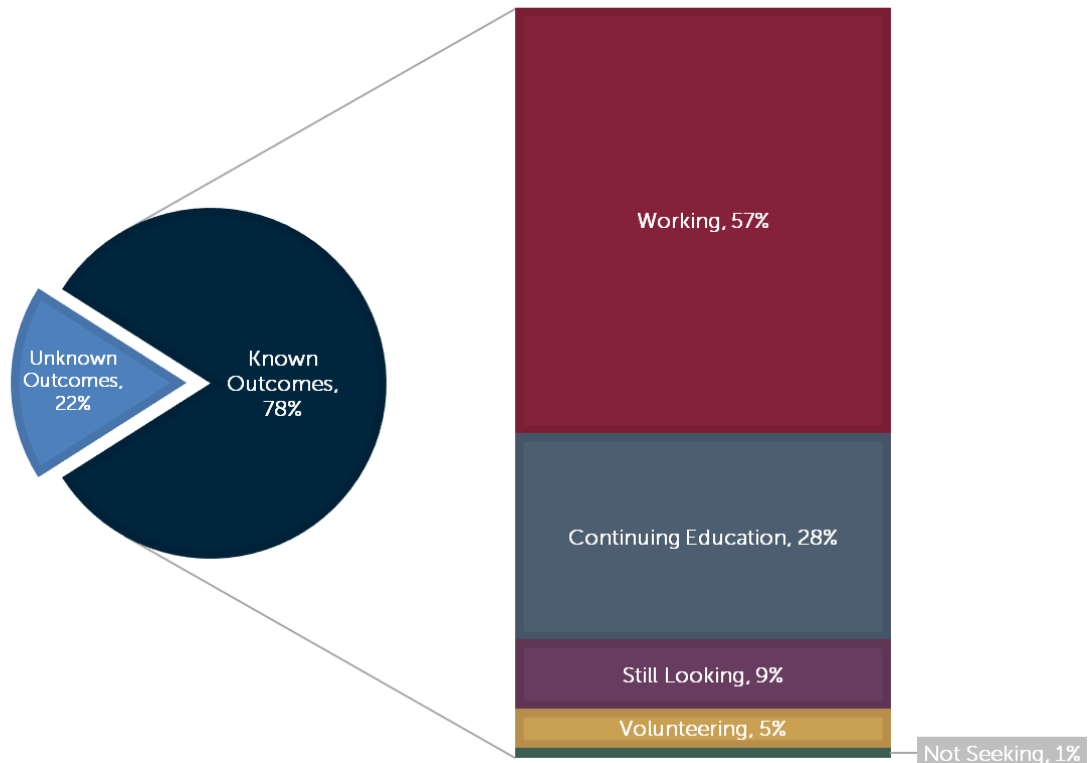 Unknown
Outcomes,
22%
Known
Outcomes,
78%
Working, 57%
Continuing Education, 28%
Still Looking, 9%
Volunteering, 5%
Not Seeking, 1%